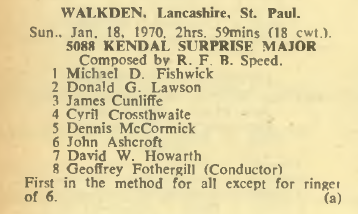 WALKDEN, Lancashire, St. Paul.
Sun., Jan. 18, 1970, 2hrs. 59mins (18 cwt.).
5088 KENDAL SURPRISE MAJOR
Composed by R. F. B. Speed.
1 Michael D. Fishwick
2 Donald G. Lawson
3 James Cunliffe
4 Cyril Crossthwaite
5 Dennis McCormick
6 John Ashcroft
7 David W. Howarth
8 Geoffrey Fothergill (Conductor)
First in the method for all except for ringer
of 6. (a)